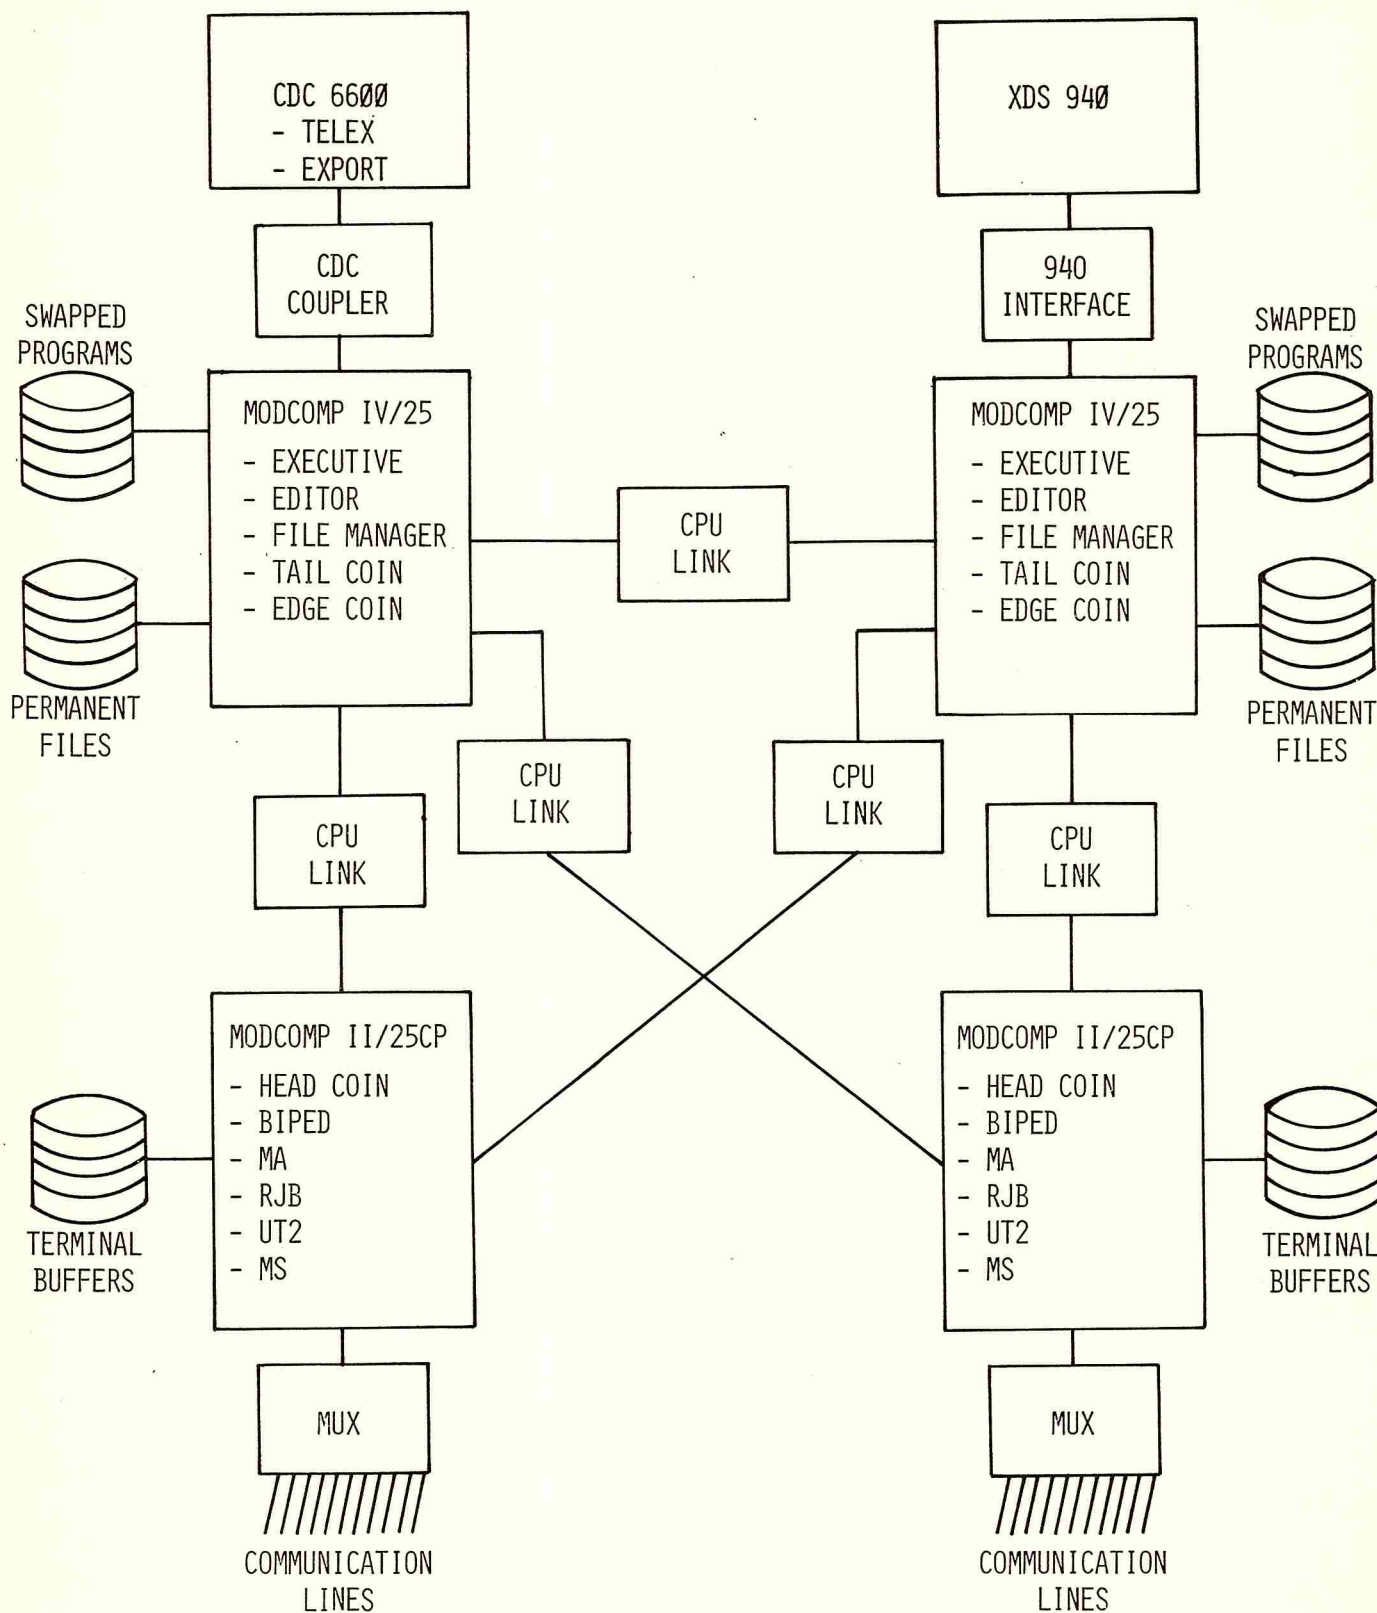 CDC 66ØØ
- TELEX
- EXPORT
XDS 94Ø
CDC
COUPLER
940
INTERFACE
SWAPPED
PROGRAMS
SWAPPED
PROGRAMS
MODCOMP IV/25
- EXECUTIVE
- EDITOR
- FILE MANAGER
- TAIL COIN
- EDGE COIN
CPU
LINK
MODCOMP IV/25
- EXECUTIVE
- EDITOR
- FILE MANAGER
- TAIL COIN
- EDGE COIN
PERMANENT
FILES
PERMANENT
FILES
CPU
LINK
CPU
LINK
CPU
LINK
CPU
LINK
MODCOMP II/25CP
- HEAD COIN
- BIPED
- MA
- RJB
- UT2
- MS
MODCOMP II/25CP
- HEAD COIN
- BIPED
- MA
- RJB
- UT2
- MS
TERMINAL
BUFFERS
TERMINAL
BUFFERS
MUX
MUX
COMMUNICATION
LINES
COMMUNICATION
LINES